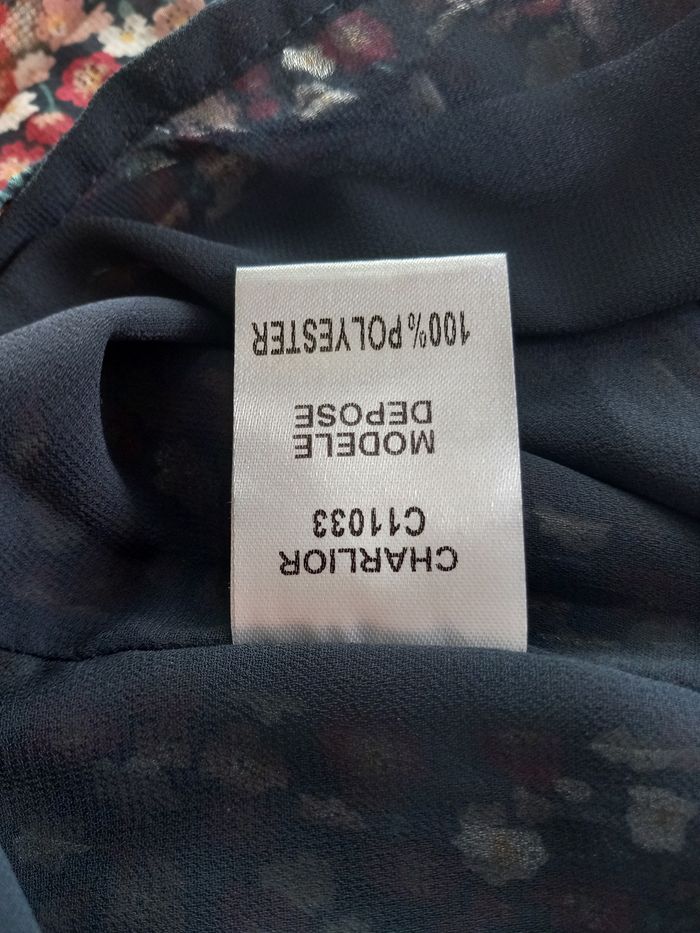 CHARLIOR
C11033
MODELE
DEPOSE
100%POLYESTER